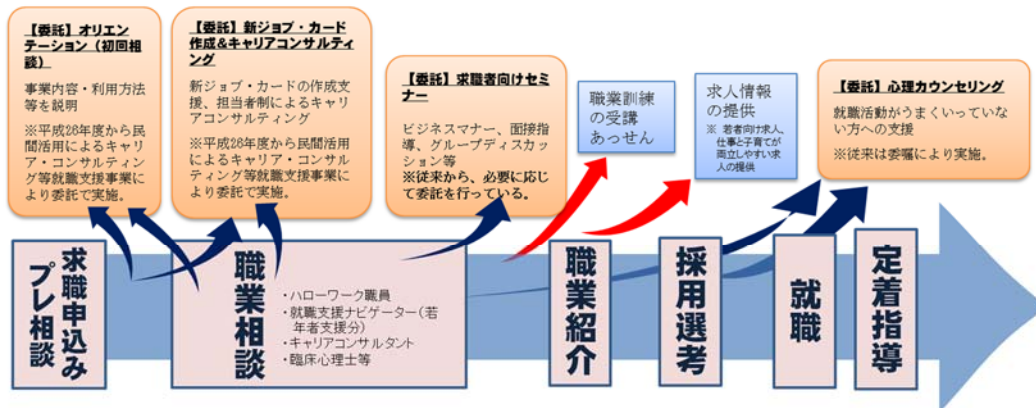 【委託】オリエン
テーション（初回相
談）
事業内容・利用方法
等を説明
※平成28年度から民
間活用によるキャリ
ア・コンサルティン
グ等就職支援事業に
より委託で実施。
【委託】新ジョブ・カード
作成&キャリアコンサルティ
ング
新ジョブ・カードの作成支
援、担当者制によるキャリ
アコンサルティング
※平成28年度から民間活用
によるキャリア・コンサル
ティング等就職支援事業に
より委託で実施。
【委託】求職者向けセミ
ナー
ビジネスマナー、面接指
導、グループディスカッ
ション等
※従来から、必要に応じ
て委託を行っている。
職業訓練
の受講
あっせん
求人情報
の提供
※ 若者向け求人、
仕事と子育てが
両立しやすい求
人の提供
【委託】心理カウンセリング
就職活動がうまくいっていな
い方への支援
※従来は委嘱により実施。
求職申込み
プレ相談
職業相談
・ハローワーク職員
・就職支援ナビゲーター（若
年者支援分）
・キャリアコンサルタント
・臨床心理士等
職業紹介
採用選考
就職
定着指導